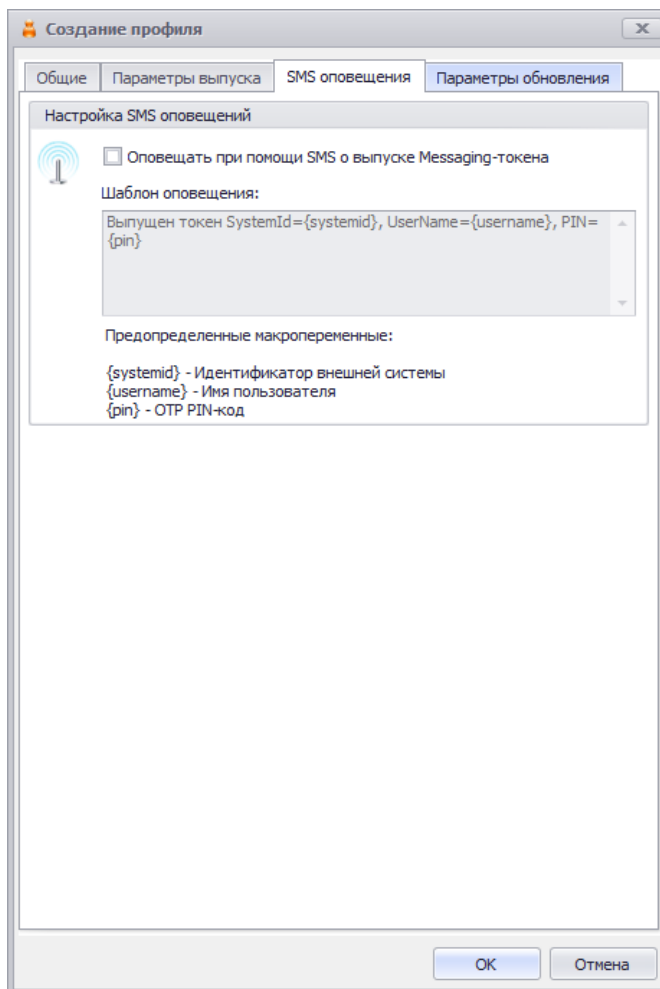 Создание профиля
Общие
Параметры выпуска
SMS оповещения
Параметры обновления
Настройка SMS оповещений
Оповещать при помощи SMS о выпуске Messaging-токена
Шаблон оповещения:
Выпущен токен SystemId={systemid}, UserName={username}, PIN=
{pin}
Предопределенные макропеременные:
{systemid} - Идентификатор внешней системы
{username} - Имя пользователя
{pin} - OTP PIN-код
OK
Отмена